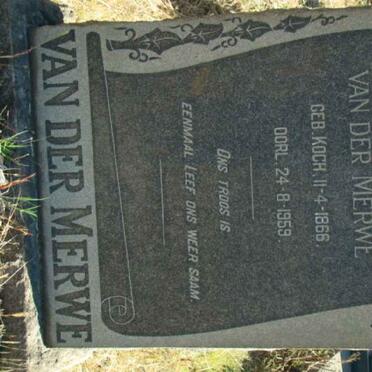 VAN DER MERWE
GEB. KOCH 11-4-1866
OORL. 24-8-1959
ONS TROOS IS
EENMAAL LEEF ONS WEER SAAM.
VAN DER MERWE